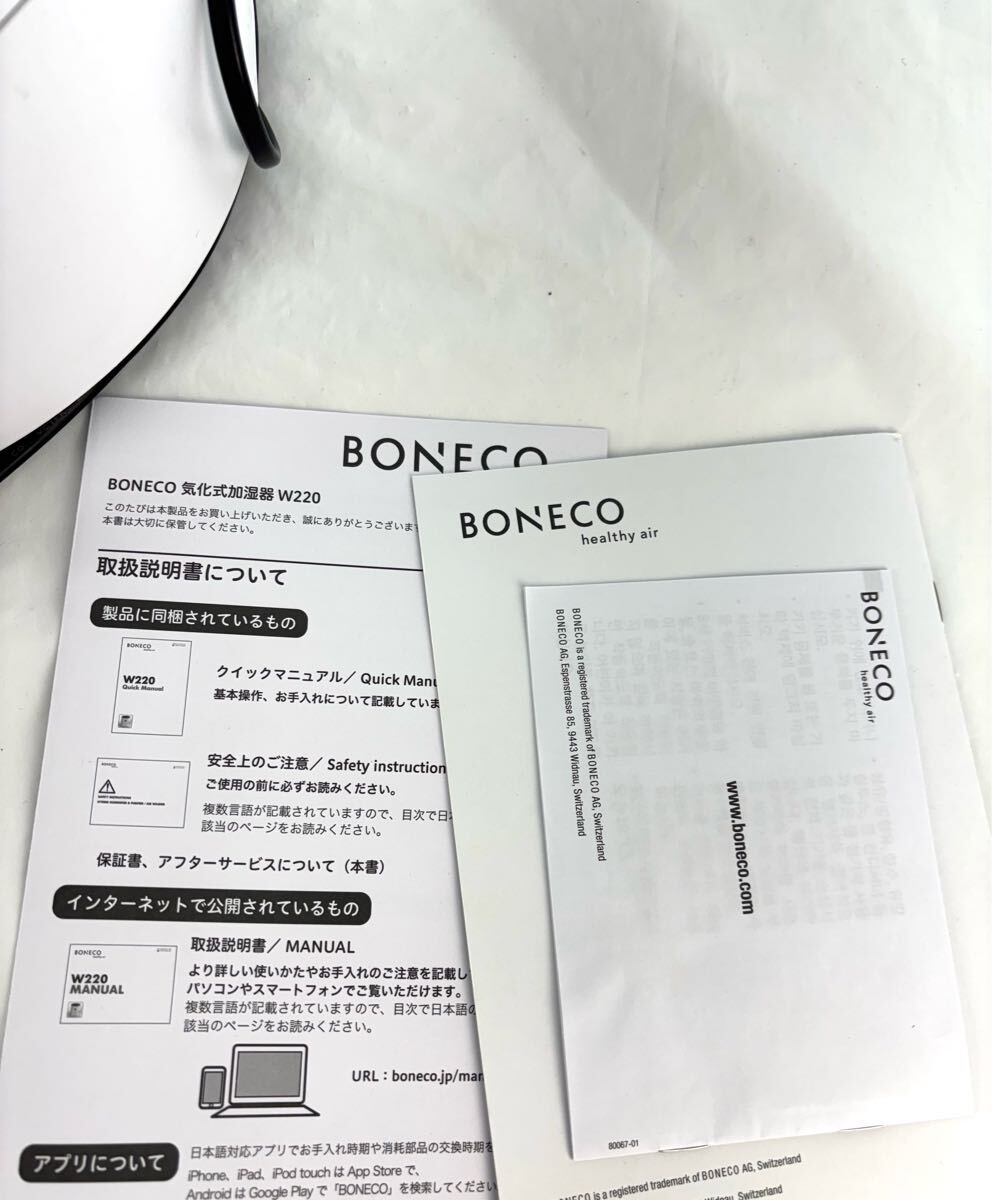 BONECO
BONECO 気化式加湿器 W220
このたびは本製品をお買い上げいただき、誠にありがとうございま
本書は大切に保管してください。
取扱説明書について
製品に同梱されているもの
BONECO
W220
Quick Manual
クイックマニュアル／ Quick Manu
基本操作、お手入れについて記載していま
SAFETY INSTRUCTIONS
安全上のご注意／ Safety instruction
ご使用の前に必ずお読みください。
複数言語が記載されていますので、目次で日本
該当のページをお読みください。
保証書、アフターサービスについて（本書）
インターネットで公開されているもの
BONECO
W220
MANUAL
取扱説明書／ MANUAL
より詳しい使いかたやお手入れのご注意を記載し
パソコンやスマートフォンでご覧いただけます。
複数言語が記載されていますので、目次で日本語の
該当のページをお読みください。
URL：boneco.jp/man
アプリについて
日本語対応アプリでお手入れ時期や消耗部品の交換時期を
iPhone、iPad、iPod touch は App Store で、
Android は Google Play で「BONECO」を検索してください
BONECO
healthy air
BONECO
healthy air
www.boneco.com
BONECO is a registered trademark of BONECO AG, Switzerland
BONECO AG, Espenstrasse 85, 9443 Widnau, Switzerland
80067-01
BONECO is a registered trademark of BONECO AG, Switzerland
Widnau, Switzerland